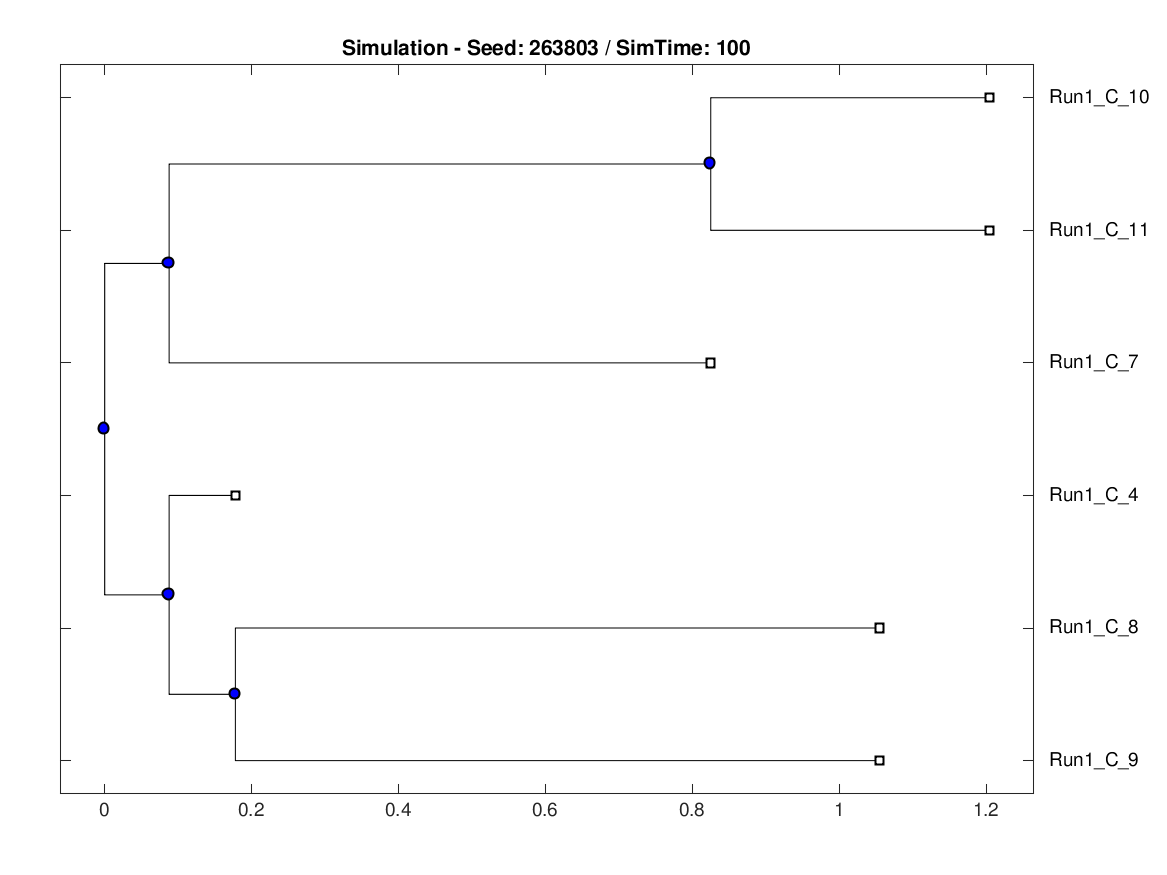 Simulation - Seed: 263803 / SimTime: 100
Run1_C_10
Run1_C_11
Run1_C_7
Run1_C_4
Run1_C_8
Run1_C_9
0 0.2 0.4 0.6 0.8 1 1.2